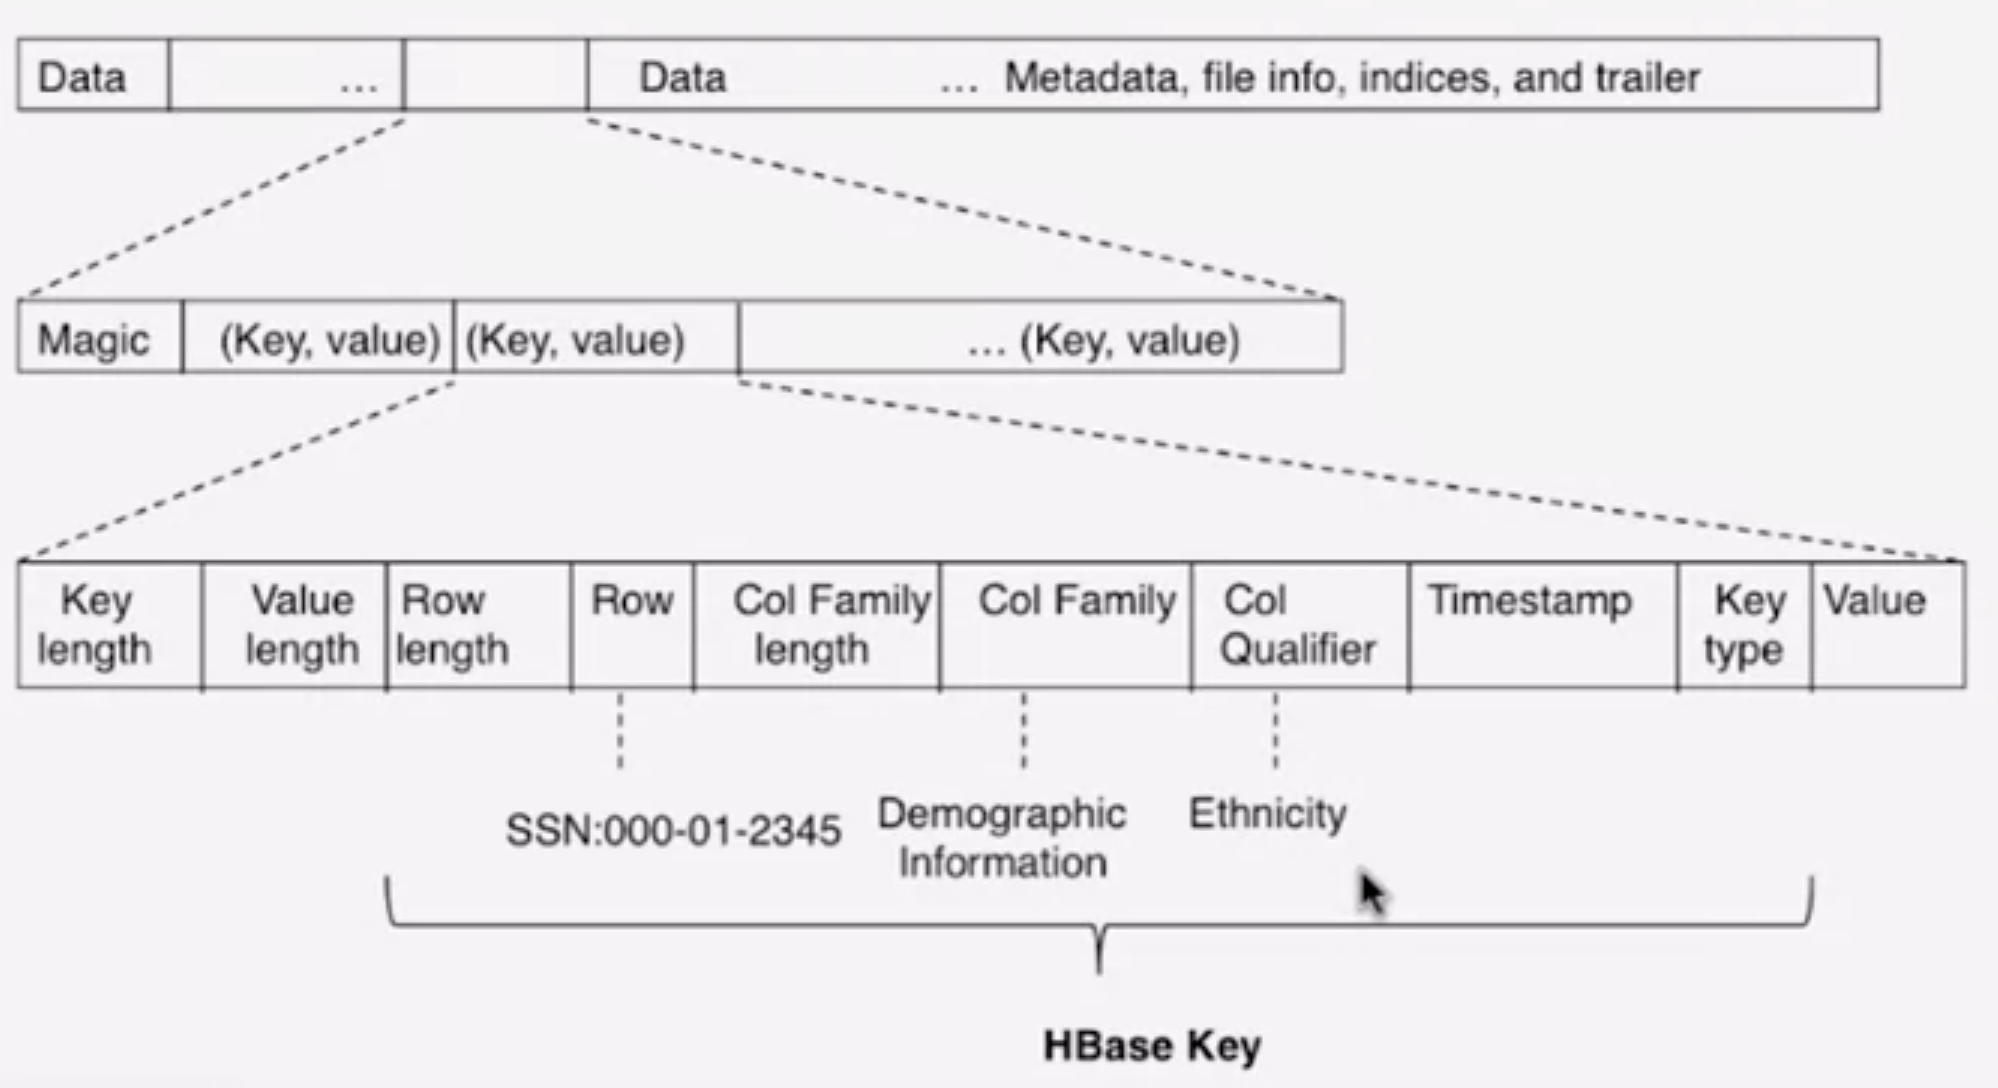 Data … Data … Metadata, file info, indices, and trailer
Magic (Key, value) (Key, value) … (Key, value)
Key length
Value length
Row length
Row
Col Family length
Col Family
Col Qualifier
Timestamp
Key type
Value
SSN:000-01-2345
Demographic
Information
Ethnicity
HBase Key